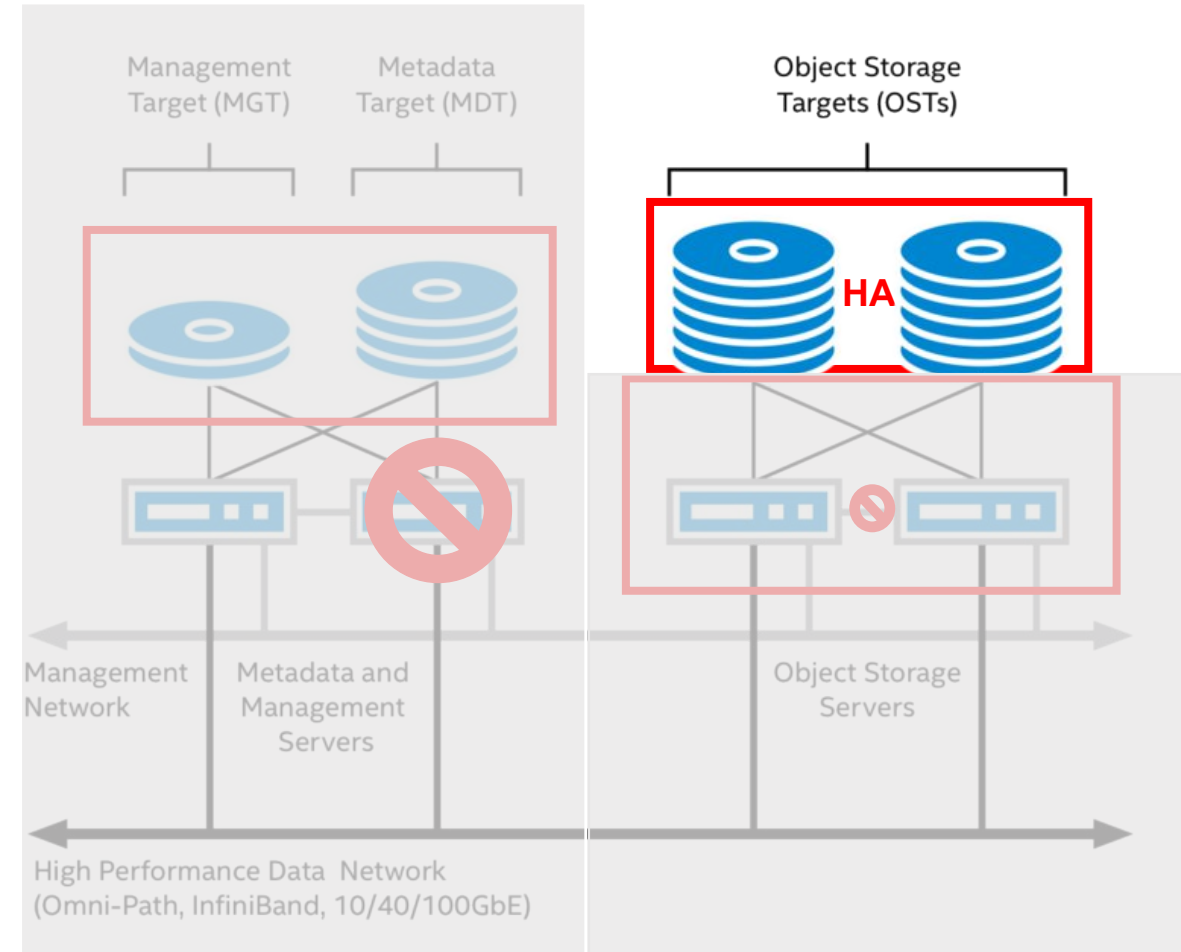 Management
Target (MGT)
Metadata
Target (MDT)
Object Storage
Targets (OSTs)
HA
Management
Network
Metadata and
Management
Servers
Object Storage
Servers
High Performance Data Network
(Omni-Path, InfiniBand, 10/40/100GbE)